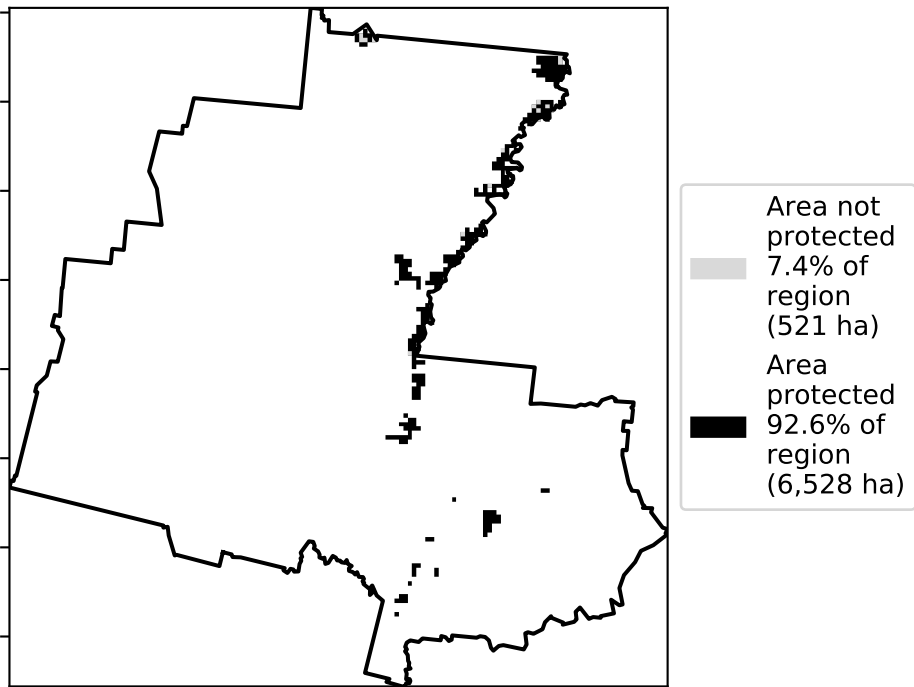 Area not
protected
7.4% of
region
(521 ha)
Area
protected
92.6% of
region
(6,528 ha)